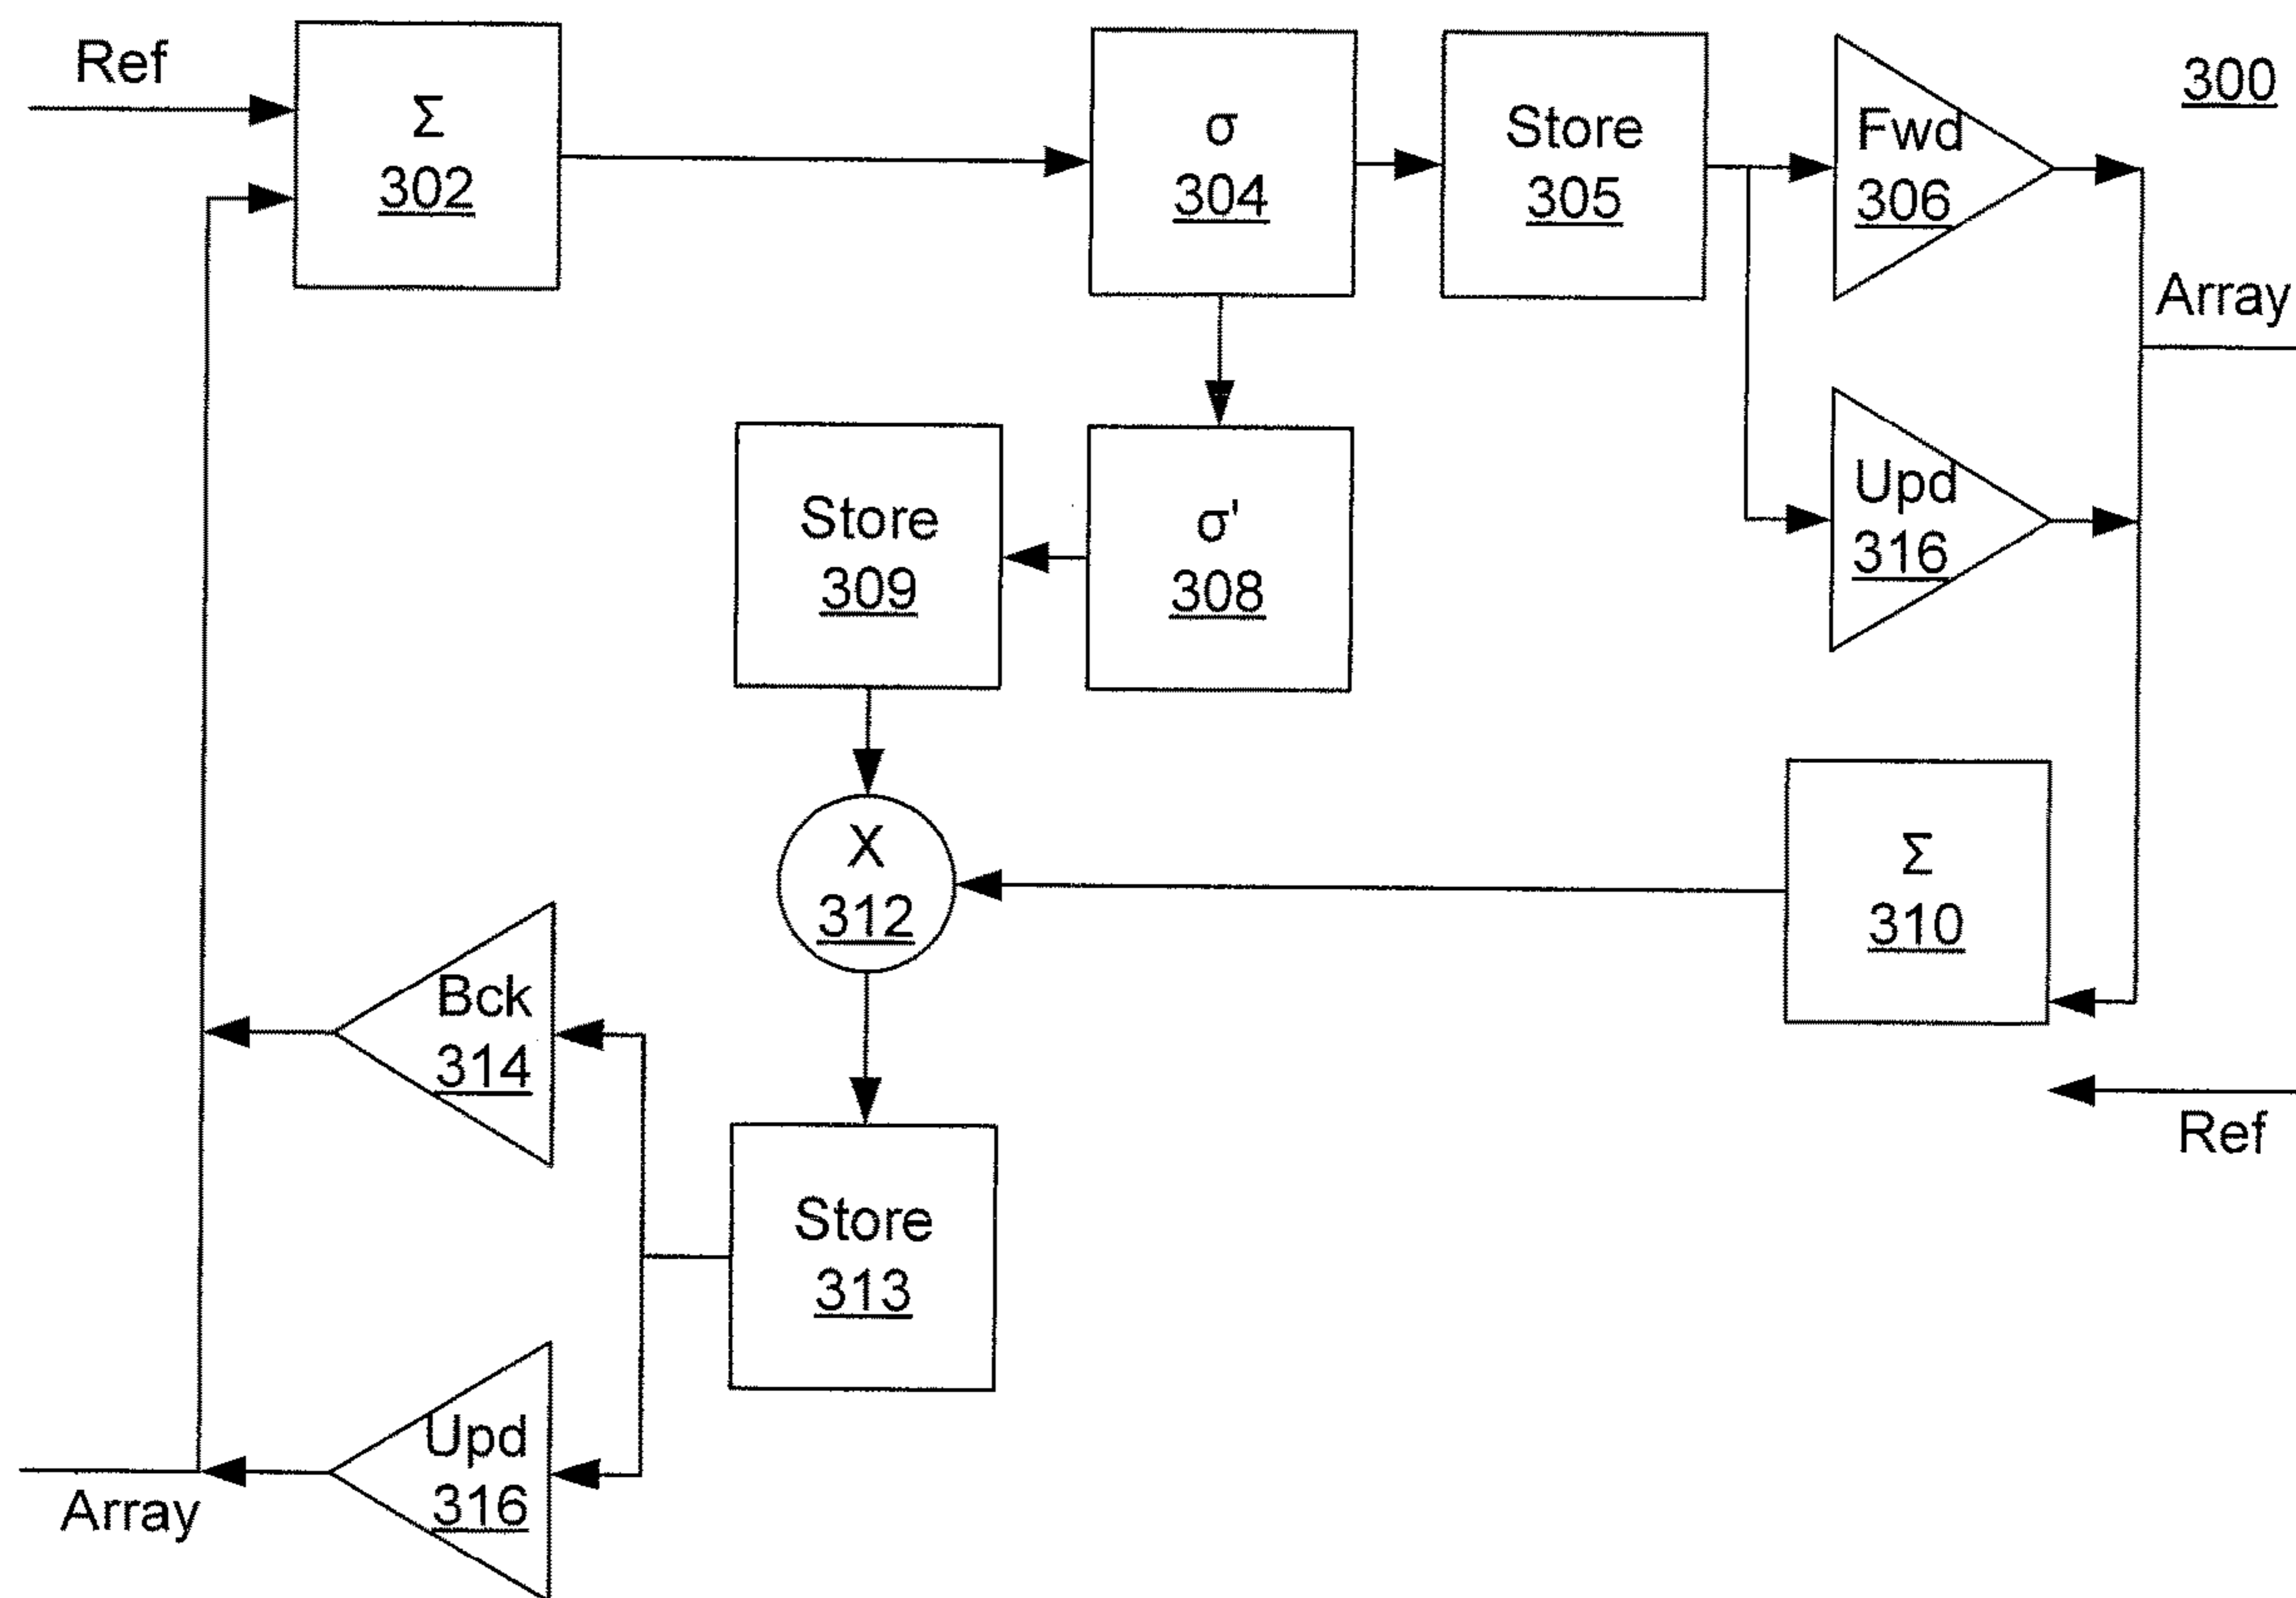 Ref
Σ
302
σ
304
Store
305
Fwd
306
300
Array
Store
309
σ'
308
Upd
316
X
312
Σ
310
Bck
314
Ref
Store
313
Upd
316
Array